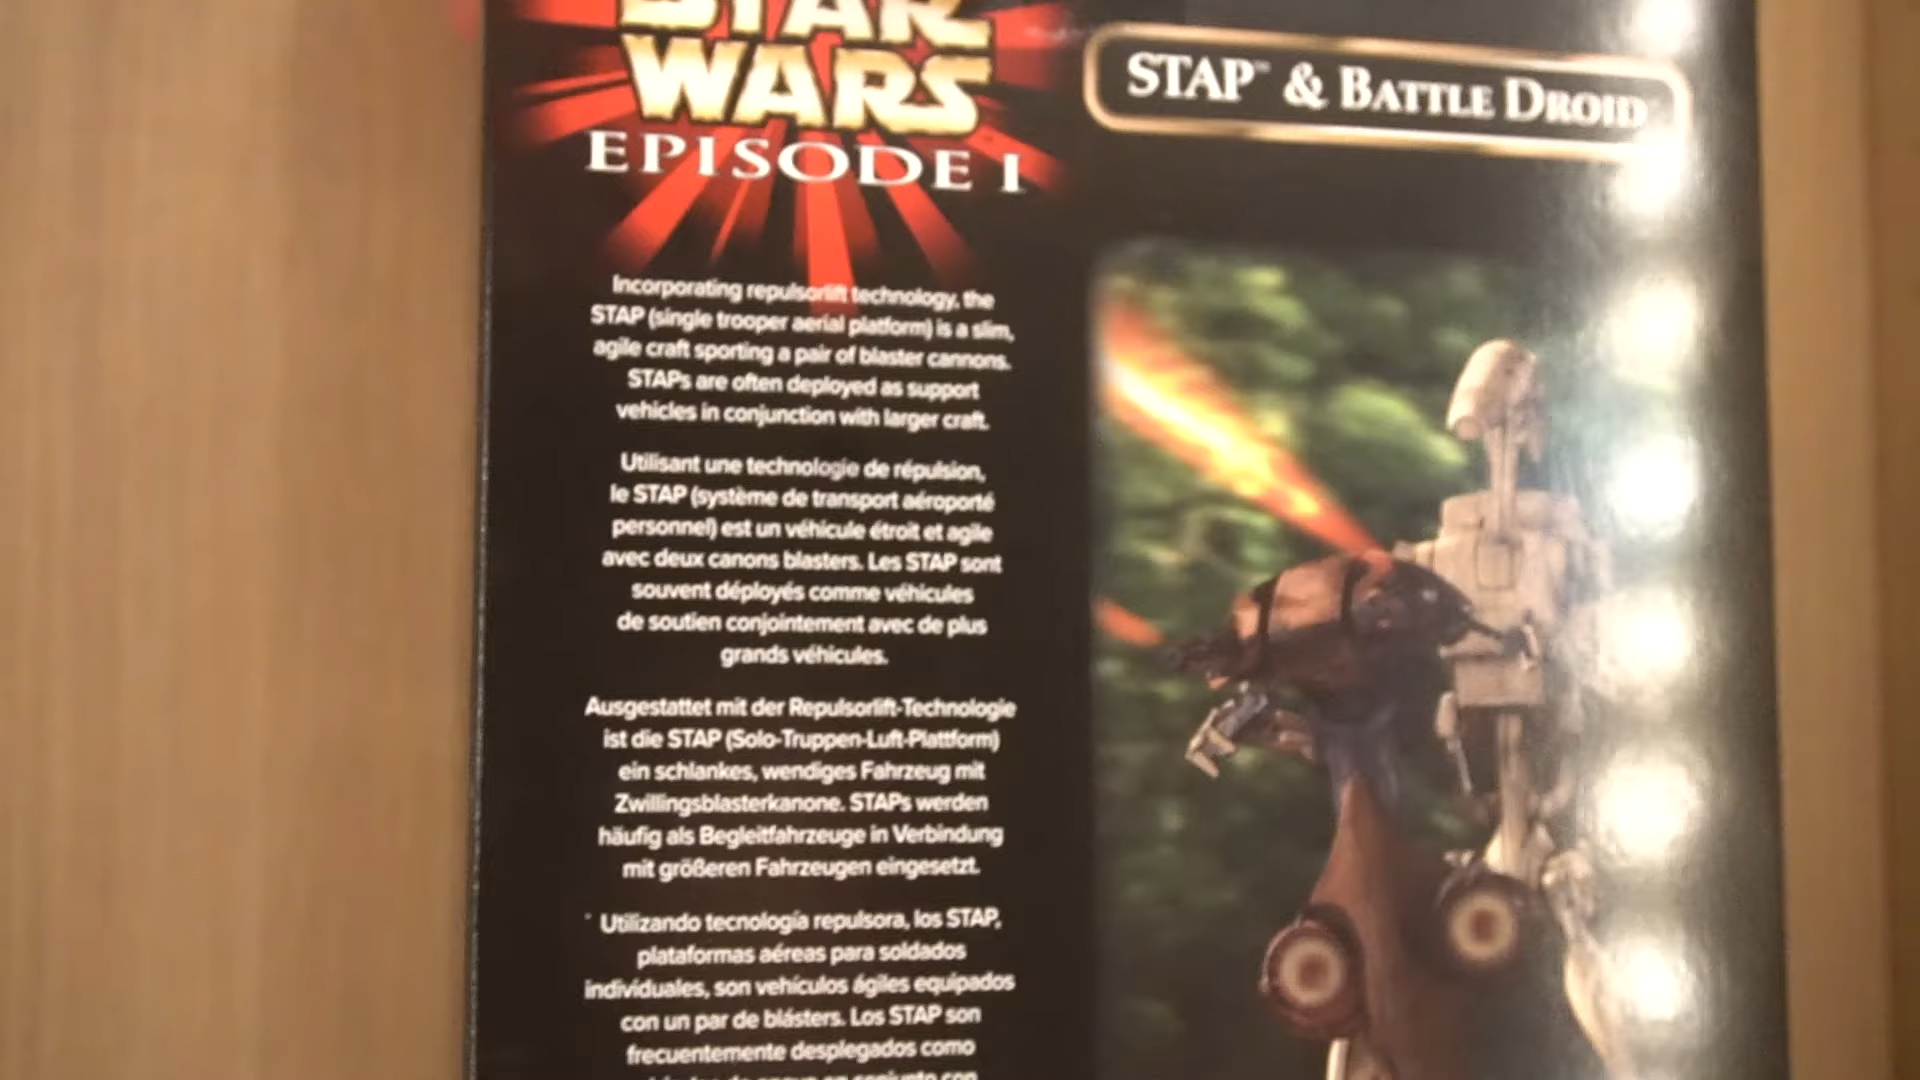 STAR
WARS
EPISODE I
STAP™ & BATTLE DROID
Incorporating repulsorlift technology, the
STAP (single trooper aerial platform) is a slim,
agile craft sporting a pair of blaster cannons.
STAPs are often deployed as support
vehicles in conjunction with larger craft.
Utilisant une technologie de répulsion,
le STAP (système de transport aéroporté
personnel) est un véhicule étroit et agile
avec deux canons blasters. Les STAP sont
souvent déployés comme véhicules
de soutien conjointement avec de plus
grands véhicules.
Ausgestattet mit der Repulsorlift-Technologie
ist die STAP (Solo-Truppen-Luft-Plattform)
ein schlankes, wendiges Fahrzeug mit
Zwillingsblasterkanone. STAPs werden
häufig als Begleitfahrzeuge in Verbindung
mit größeren Fahrzeugen eingesetzt.
Utilizando tecnología repulsora, los STAP,
plataformas aéreas para soldados
individuales, son vehículos ágiles equipados
con un par de blásters. Los STAP son
frecuentemente desplegados como